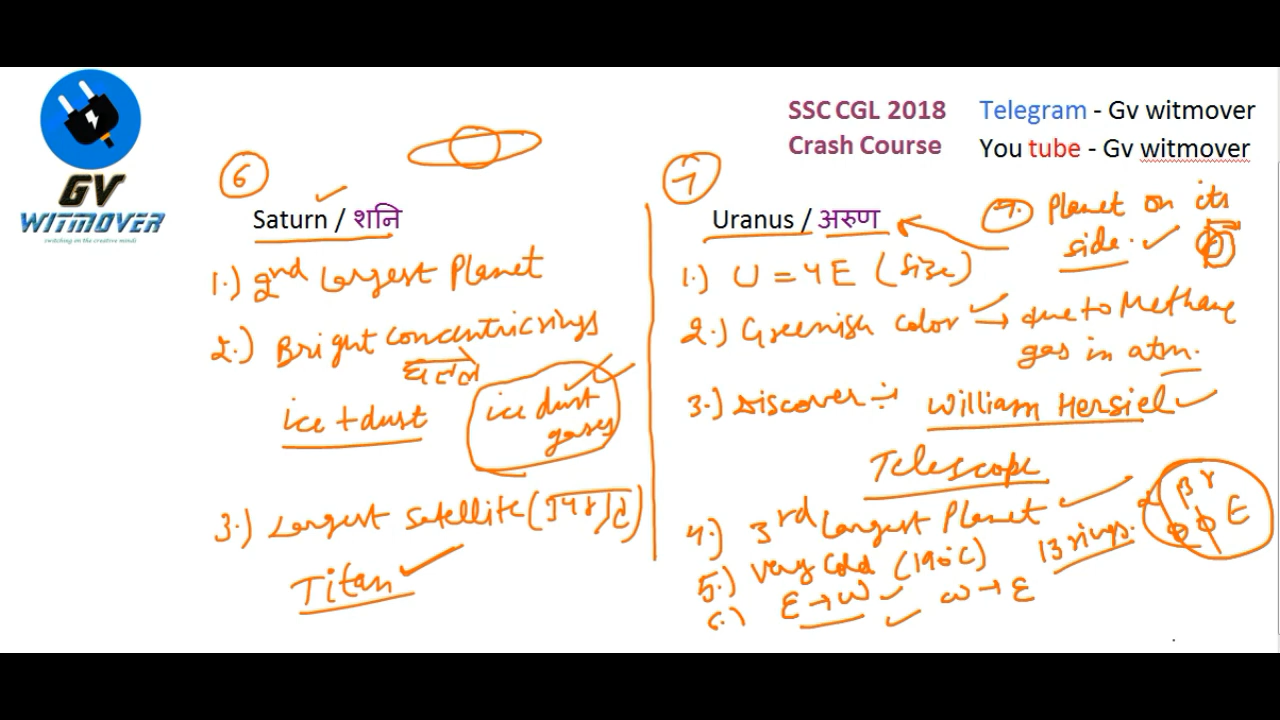 SSC CGL 2018
Crash Course
Telegram - Gv witmover
You tube - Gv witmover
GV
WITMOVER
switching on the creative minds
6
Saturn / शनि
1.) 2nd Largest Planet
2.) Bright concentric rings
ice + dust
ice dust
gases
3.) Largest satellite (उपग्रह)
Titan
7
Uranus / अरुण
7. Planet on its
side.
1.) U = 4E (Size)
2.) Greenish color → due to Methane
gas in atm.
3.) Discover :-
William Hersiel
Telescope
4.) 3rd Largest Planet
13 rings.
α β γ
E
5.) Very Cold (190°C)
6.) E → W W → E